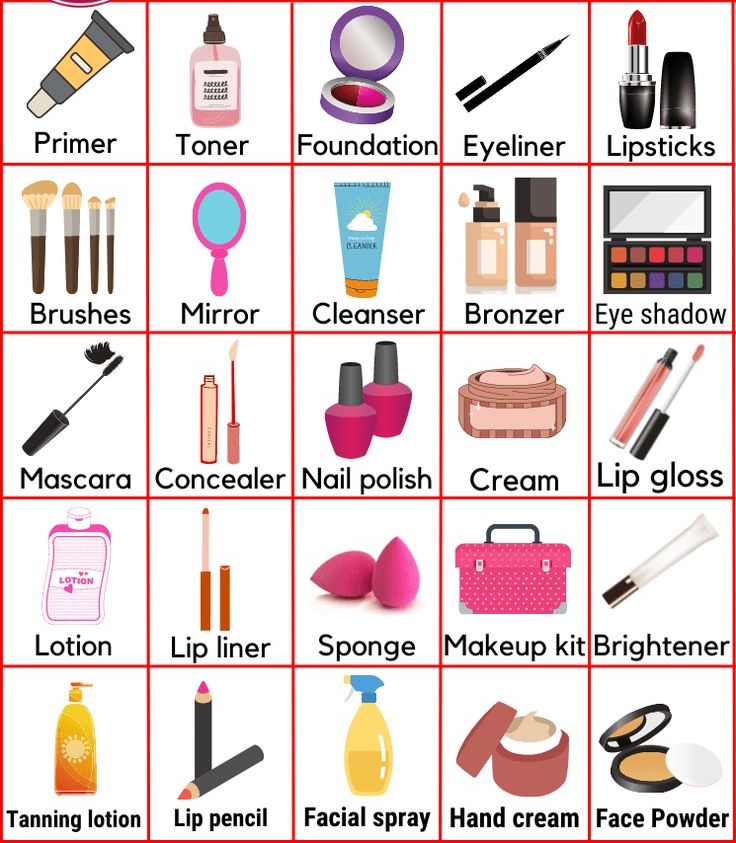 Primer
Toner
Foundation
Eyeliner
Lipsticks
Brushes
Mirror
CLEANSER
Cleanser
Bronzer
Eye shadow
Mascara
Concealer
Nail polish
Cream
Lip gloss
LOTION
Lotion
Lip liner
Sponge
Makeup kit
Brightener
Tanning lotion
Lip pencil
Facial spray
Hand cream
Face Powder